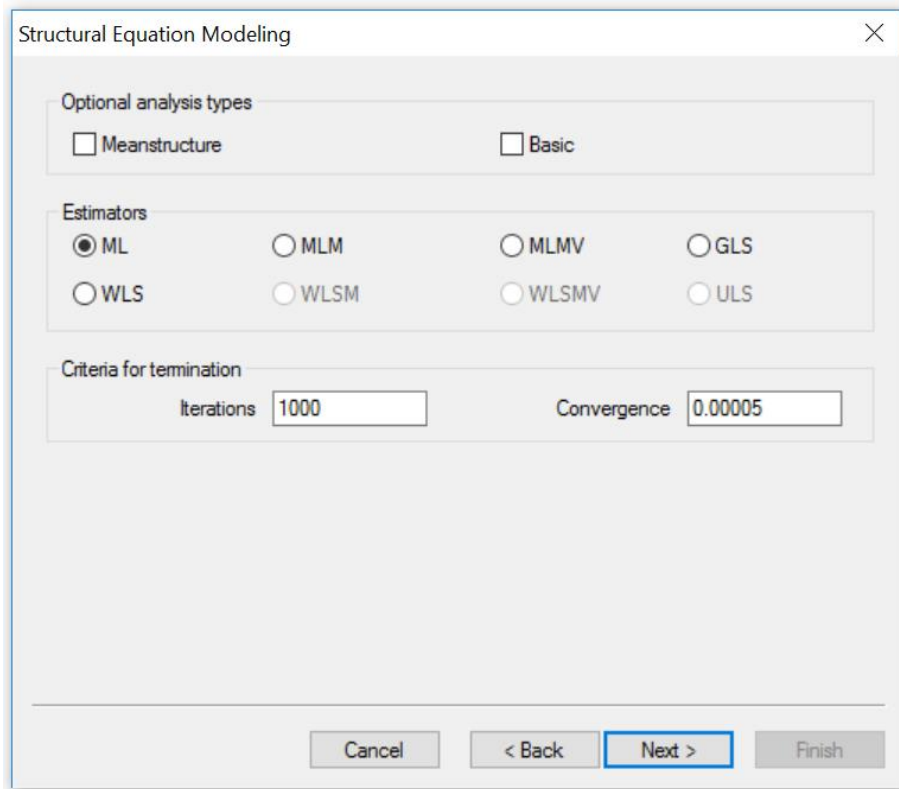 Structural Equation Modeling
Optional analysis types
Meanstructure Basic
Estimators
ML MLM MLMV GLS
WLS WLSM WLSMV ULS
Criteria for termination
Iterations 1000 Convergence 0.00005
Cancel < Back Next > Finish